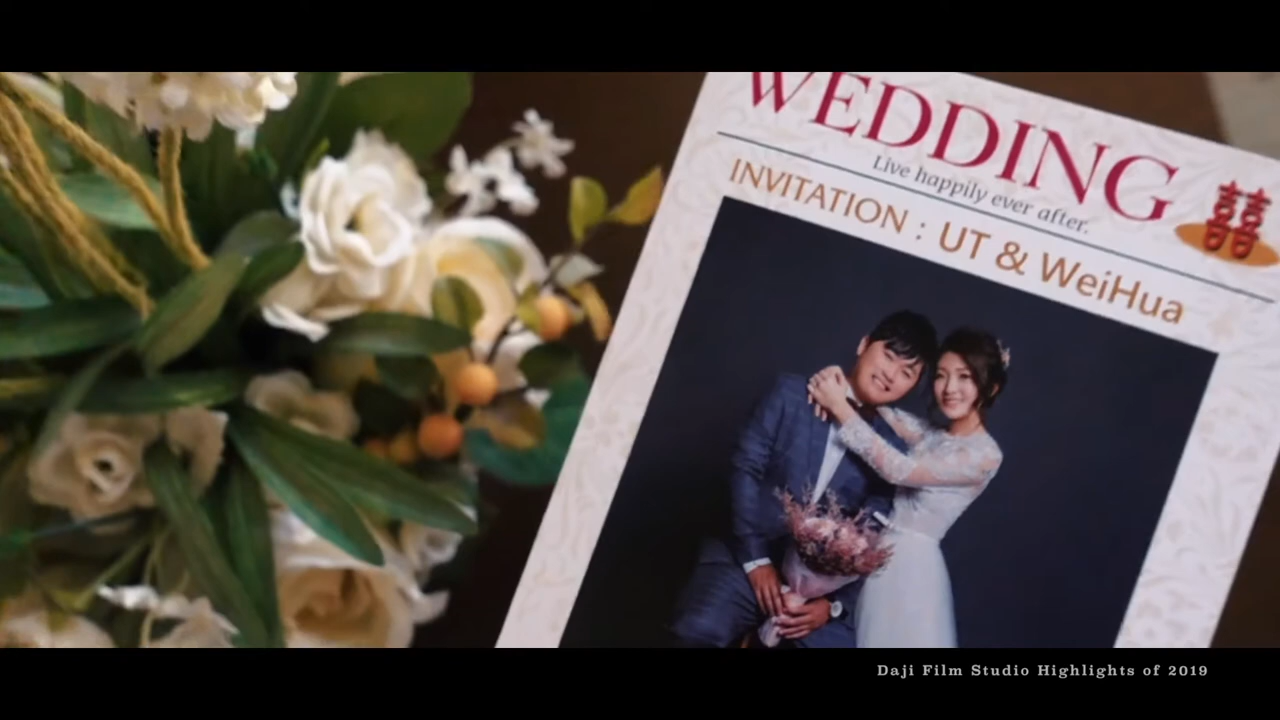 WEDDING
Live happily ever after.
囍
INVITATION : UT & WeiHua
Daji Film Studio Highlights of 2019